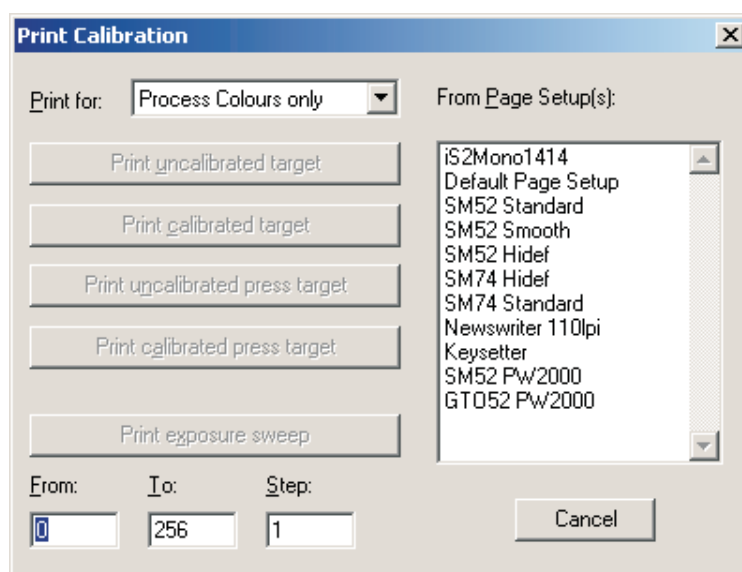 Print Calibration
Print for:
Process Colours only
From Page Setup(s):
Print uncalibrated target
Print calibrated target
Print uncalibrated press target
Print calibrated press target
Print exposure sweep
iS2Mono1414
Default Page Setup
SM52 Standard
SM52 Smooth
SM52 Hidef
SM74 Hidef
SM74 Standard
Newswriter 110lpi
Keysetter
SM52 PW2000
GTO52 PW2000
From:
To:
Step:
0
256
1
Cancel